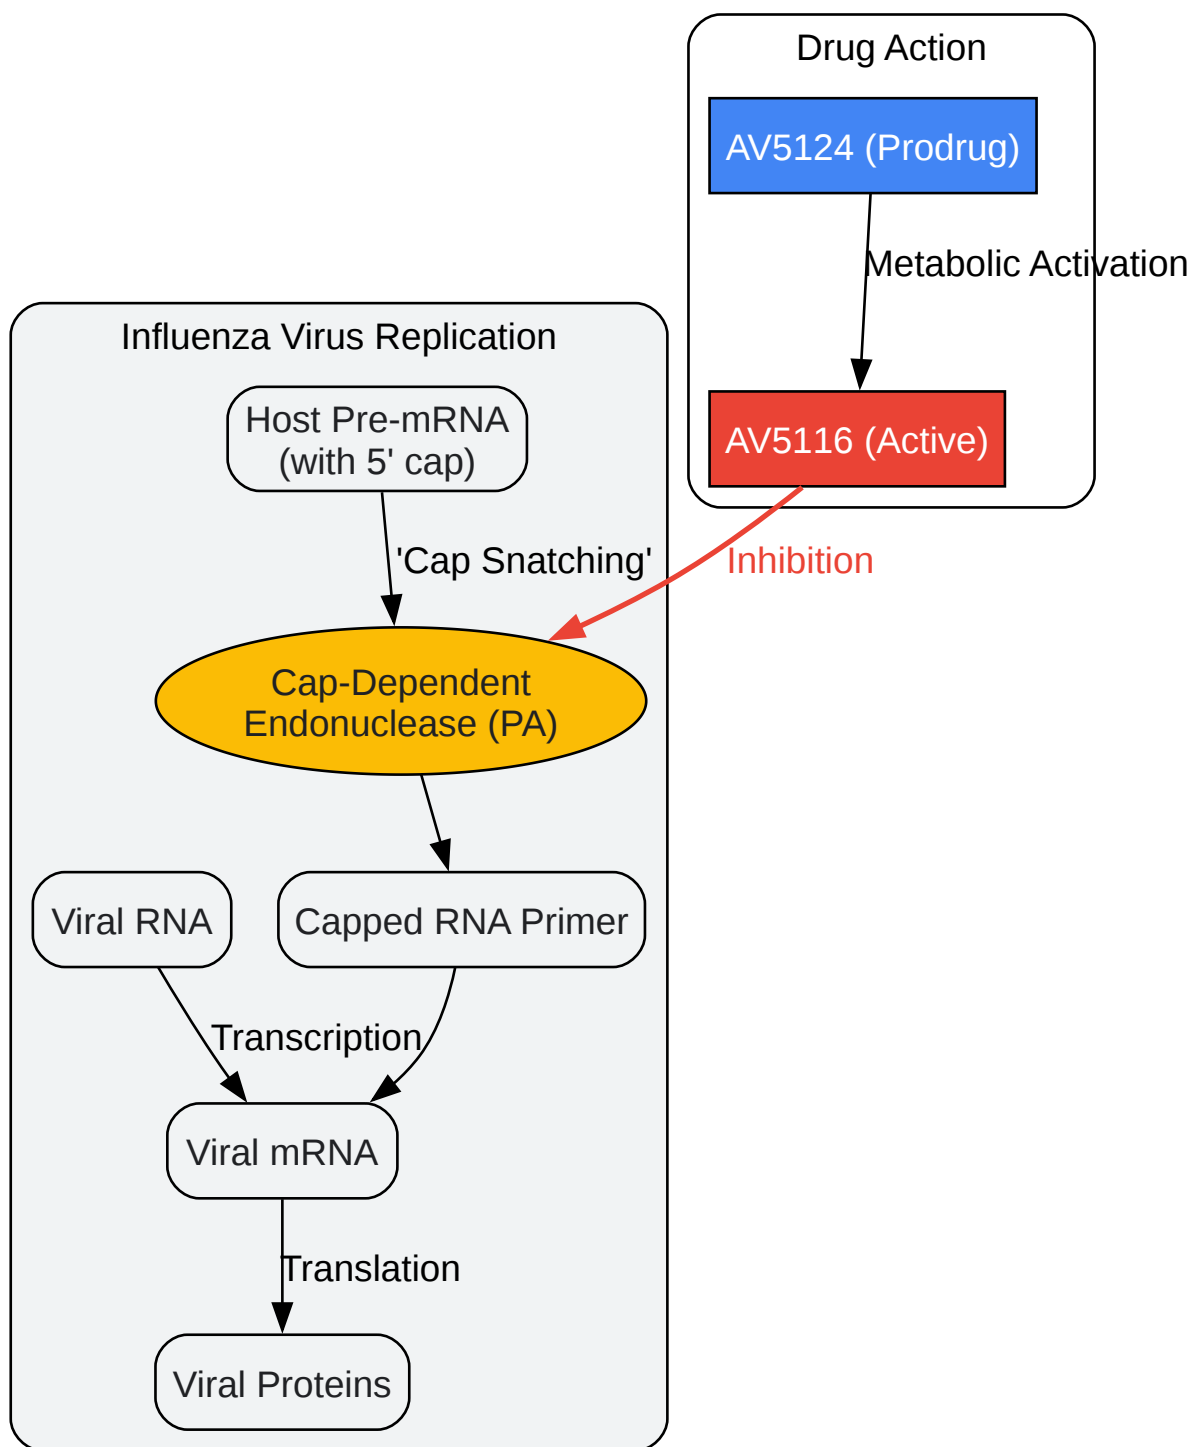 Drug Action
AV5124 (Prodrug)
Metabolic Activation
AV5116 (Active)
Inhibition
Influenza Virus Replication
Host Pre-mRNA
(with 5' cap)
'Cap Snatching'
Cap-Dependent
Endonuclease (PA)
Viral RNA
Capped RNA Primer
Transcription
Viral mRNA
Translation
Viral Proteins